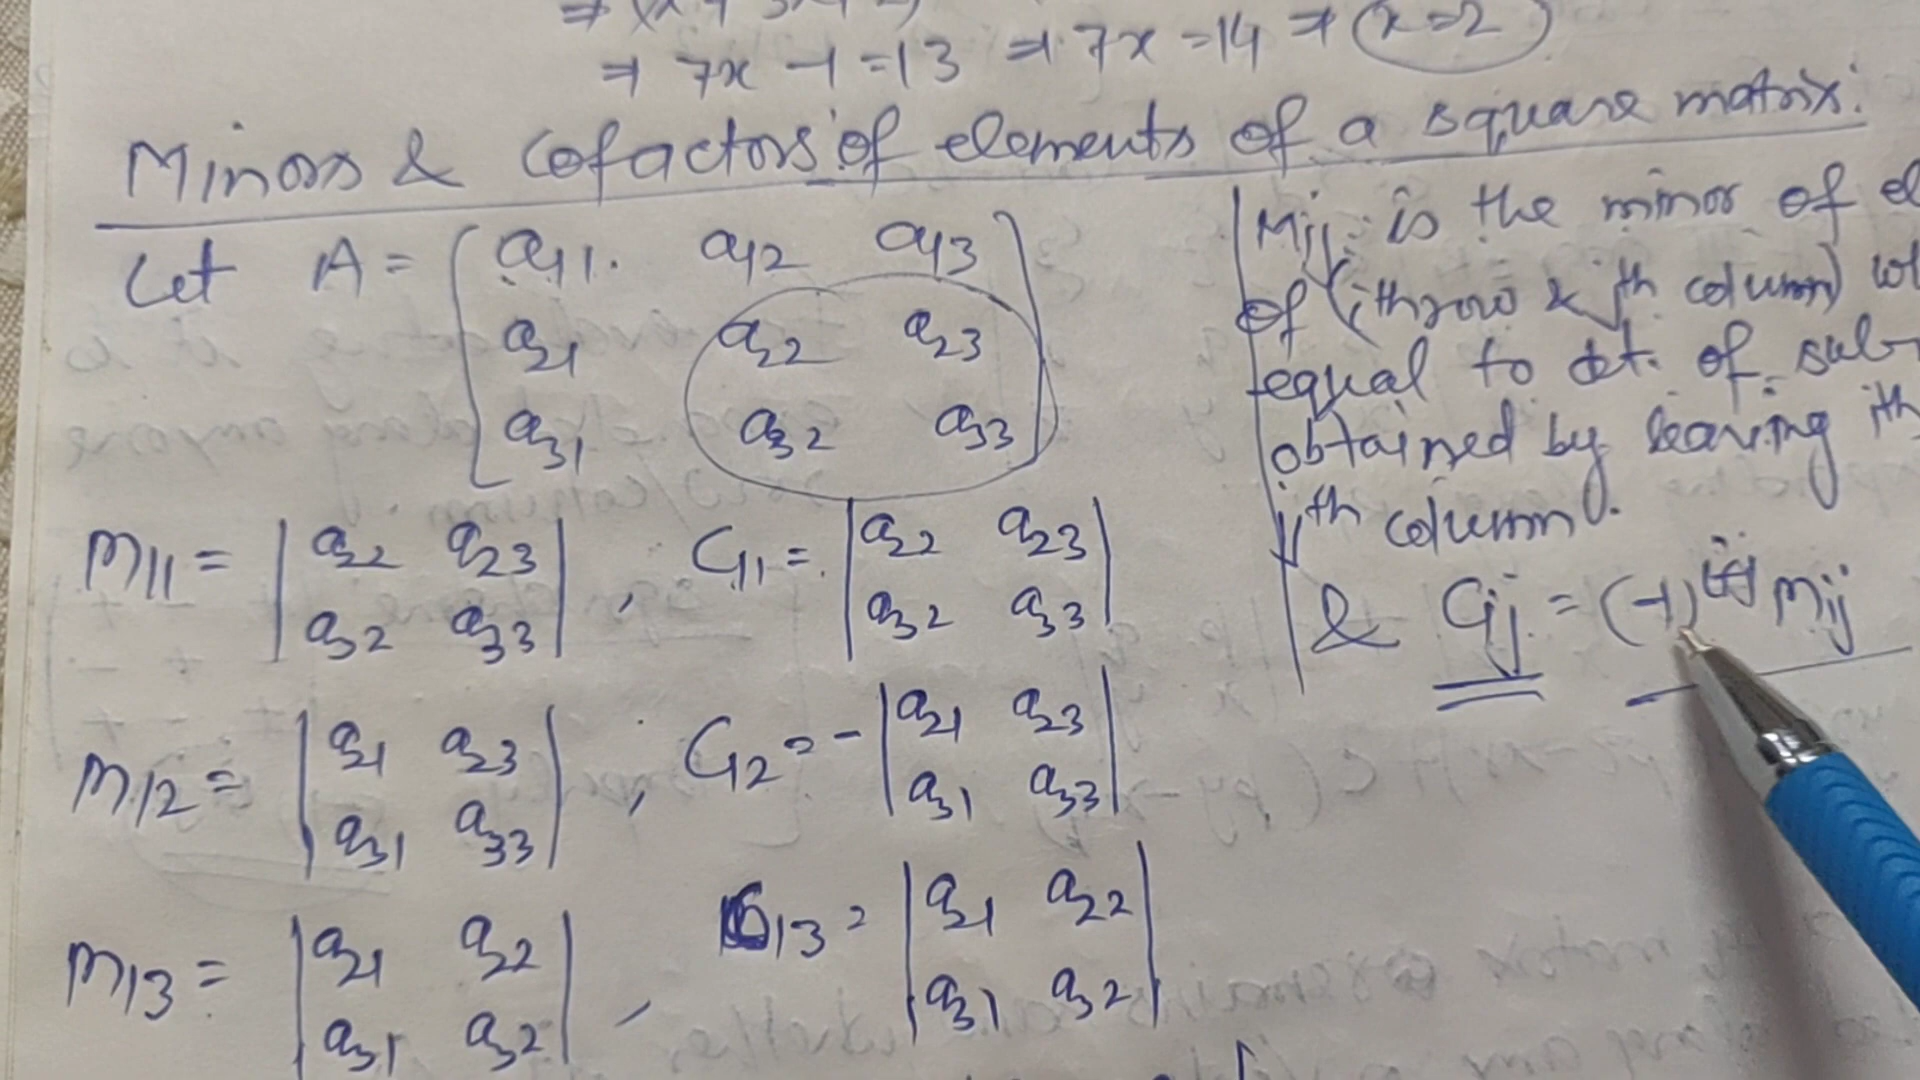 ⇒ 7x - 1 = 13 ⇒ 7x = 14 ⇒ x = 2
Minors & Cofactors of elements of a square matrix:
Let A = [ a11 a12 a13
a21 a22 a23
a31 a32 a33 ]
M11 = | a22 a23 | , C11 = | a22 a23 |
| a32 a33 | | a32 a33 |
M12 = | a21 a23 | , C12 = - | a21 a23 |
| a31 a33 | | a31 a33 |
M13 = | a21 a22 | , C13 = | a21 a22 |
| a31 a32 | | a31 a32 |
Mij is the minor of
of (ith row & jth column)
equal to det. of
obtained by leaving ith
jth column.
& Cij = (-1)^(i+j) Mij